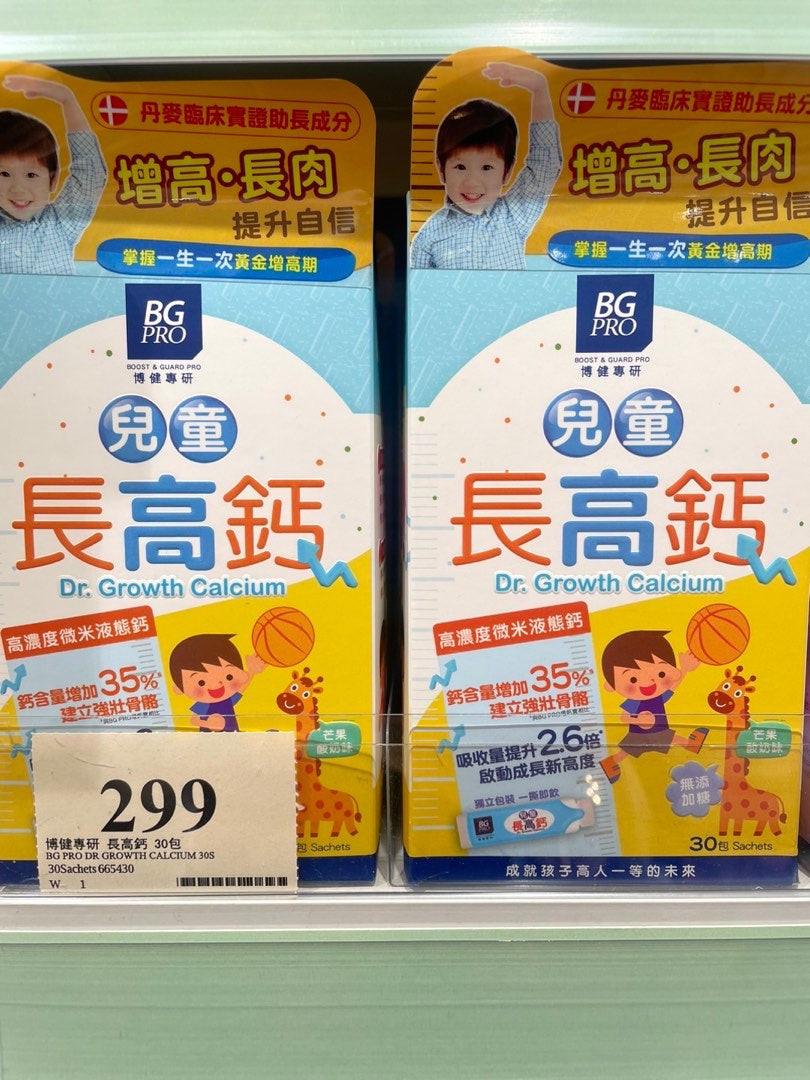 丹麥臨床實證助長成分
增高·長肉
提升自信
掌握一生一次黃金增高期
BG
PRO
BOOST & GUARD PRO
博健專研
兒童
長高鈣
Dr. Growth Calcium
高濃度微米液態鈣
鈣含量增加35%
建立強壯骨骼
芒果
酸奶味
包 Sachets
299
博健專研 長高鈣 30包
BG PRO DR GROWTH CALCIUM 30S
30Sachets 665430
W 1
丹麥臨床實證助長成分
增高·長肉
提升自信
掌握一生一次黃金增高期
BG
PRO
BOOST & GUARD PRO
博健專研
兒童
長高鈣
Dr. Growth Calcium
高濃度微米液態鈣
鈣含量增加35%
建立強壯骨骼
吸收量提升2.6倍
啟動成長新高度
獨立包裝 一撕即飲
BG
PRO
兒童
長高鈣
芒果
酸奶味
無添
加糖
30包 Sachets
成就孩子高人一等的未來